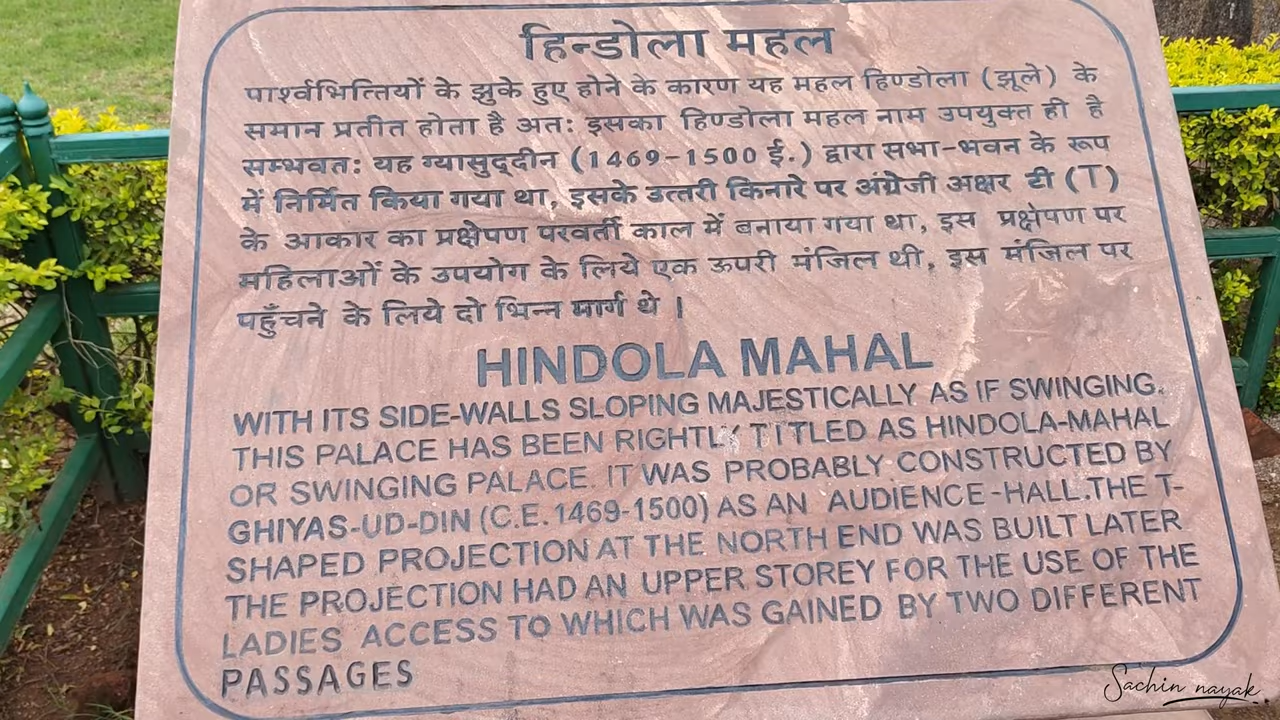 हिन्डोला महल
पार्श्वभित्तियों के झुके हुए होने के कारण यह महल हिण्डोला (झूले) के
समान प्रतीत होता है अतः इसका हिण्डोला महल नाम उपयुक्त ही है
सम्भवतः यह ग्यासुद्दीन (1469-1500 ई.) द्वारा सभा-भवन के रूप
में निर्मित किया गया था, इसके उत्तरी किनारे पर अंग्रेजी अक्षर टी (T)
के आकार का प्रक्षेपण परवर्ती काल में बनाया गया था, इस प्रक्षेपण पर
महिलाओं के उपयोग के लिये एक ऊपरी मंजिल थी, इस मंजिल पर
पहुँचने के लिये दो भिन्न मार्ग थे |
HINDOLA MAHAL
WITH ITS SIDE-WALLS SLOPING MAJESTICALLY AS IF SWINGING.
THIS PALACE HAS BEEN RIGHTLY TITLED AS HINDOLA-MAHAL
OR SWINGING PALACE. IT WAS PROBABLY CONSTRUCTED BY
GHIYAS-UD-DIN (C.E. 1469-1500) AS AN AUDIENCE-HALL.THE T-
SHAPED PROJECTION AT THE NORTH END WAS BUILT LATER
THE PROJECTION HAD AN UPPER STOREY FOR THE USE OF THE
LADIES ACCESS TO WHICH WAS GAINED BY TWO DIFFERENT
PASSAGES
Sachin nayak